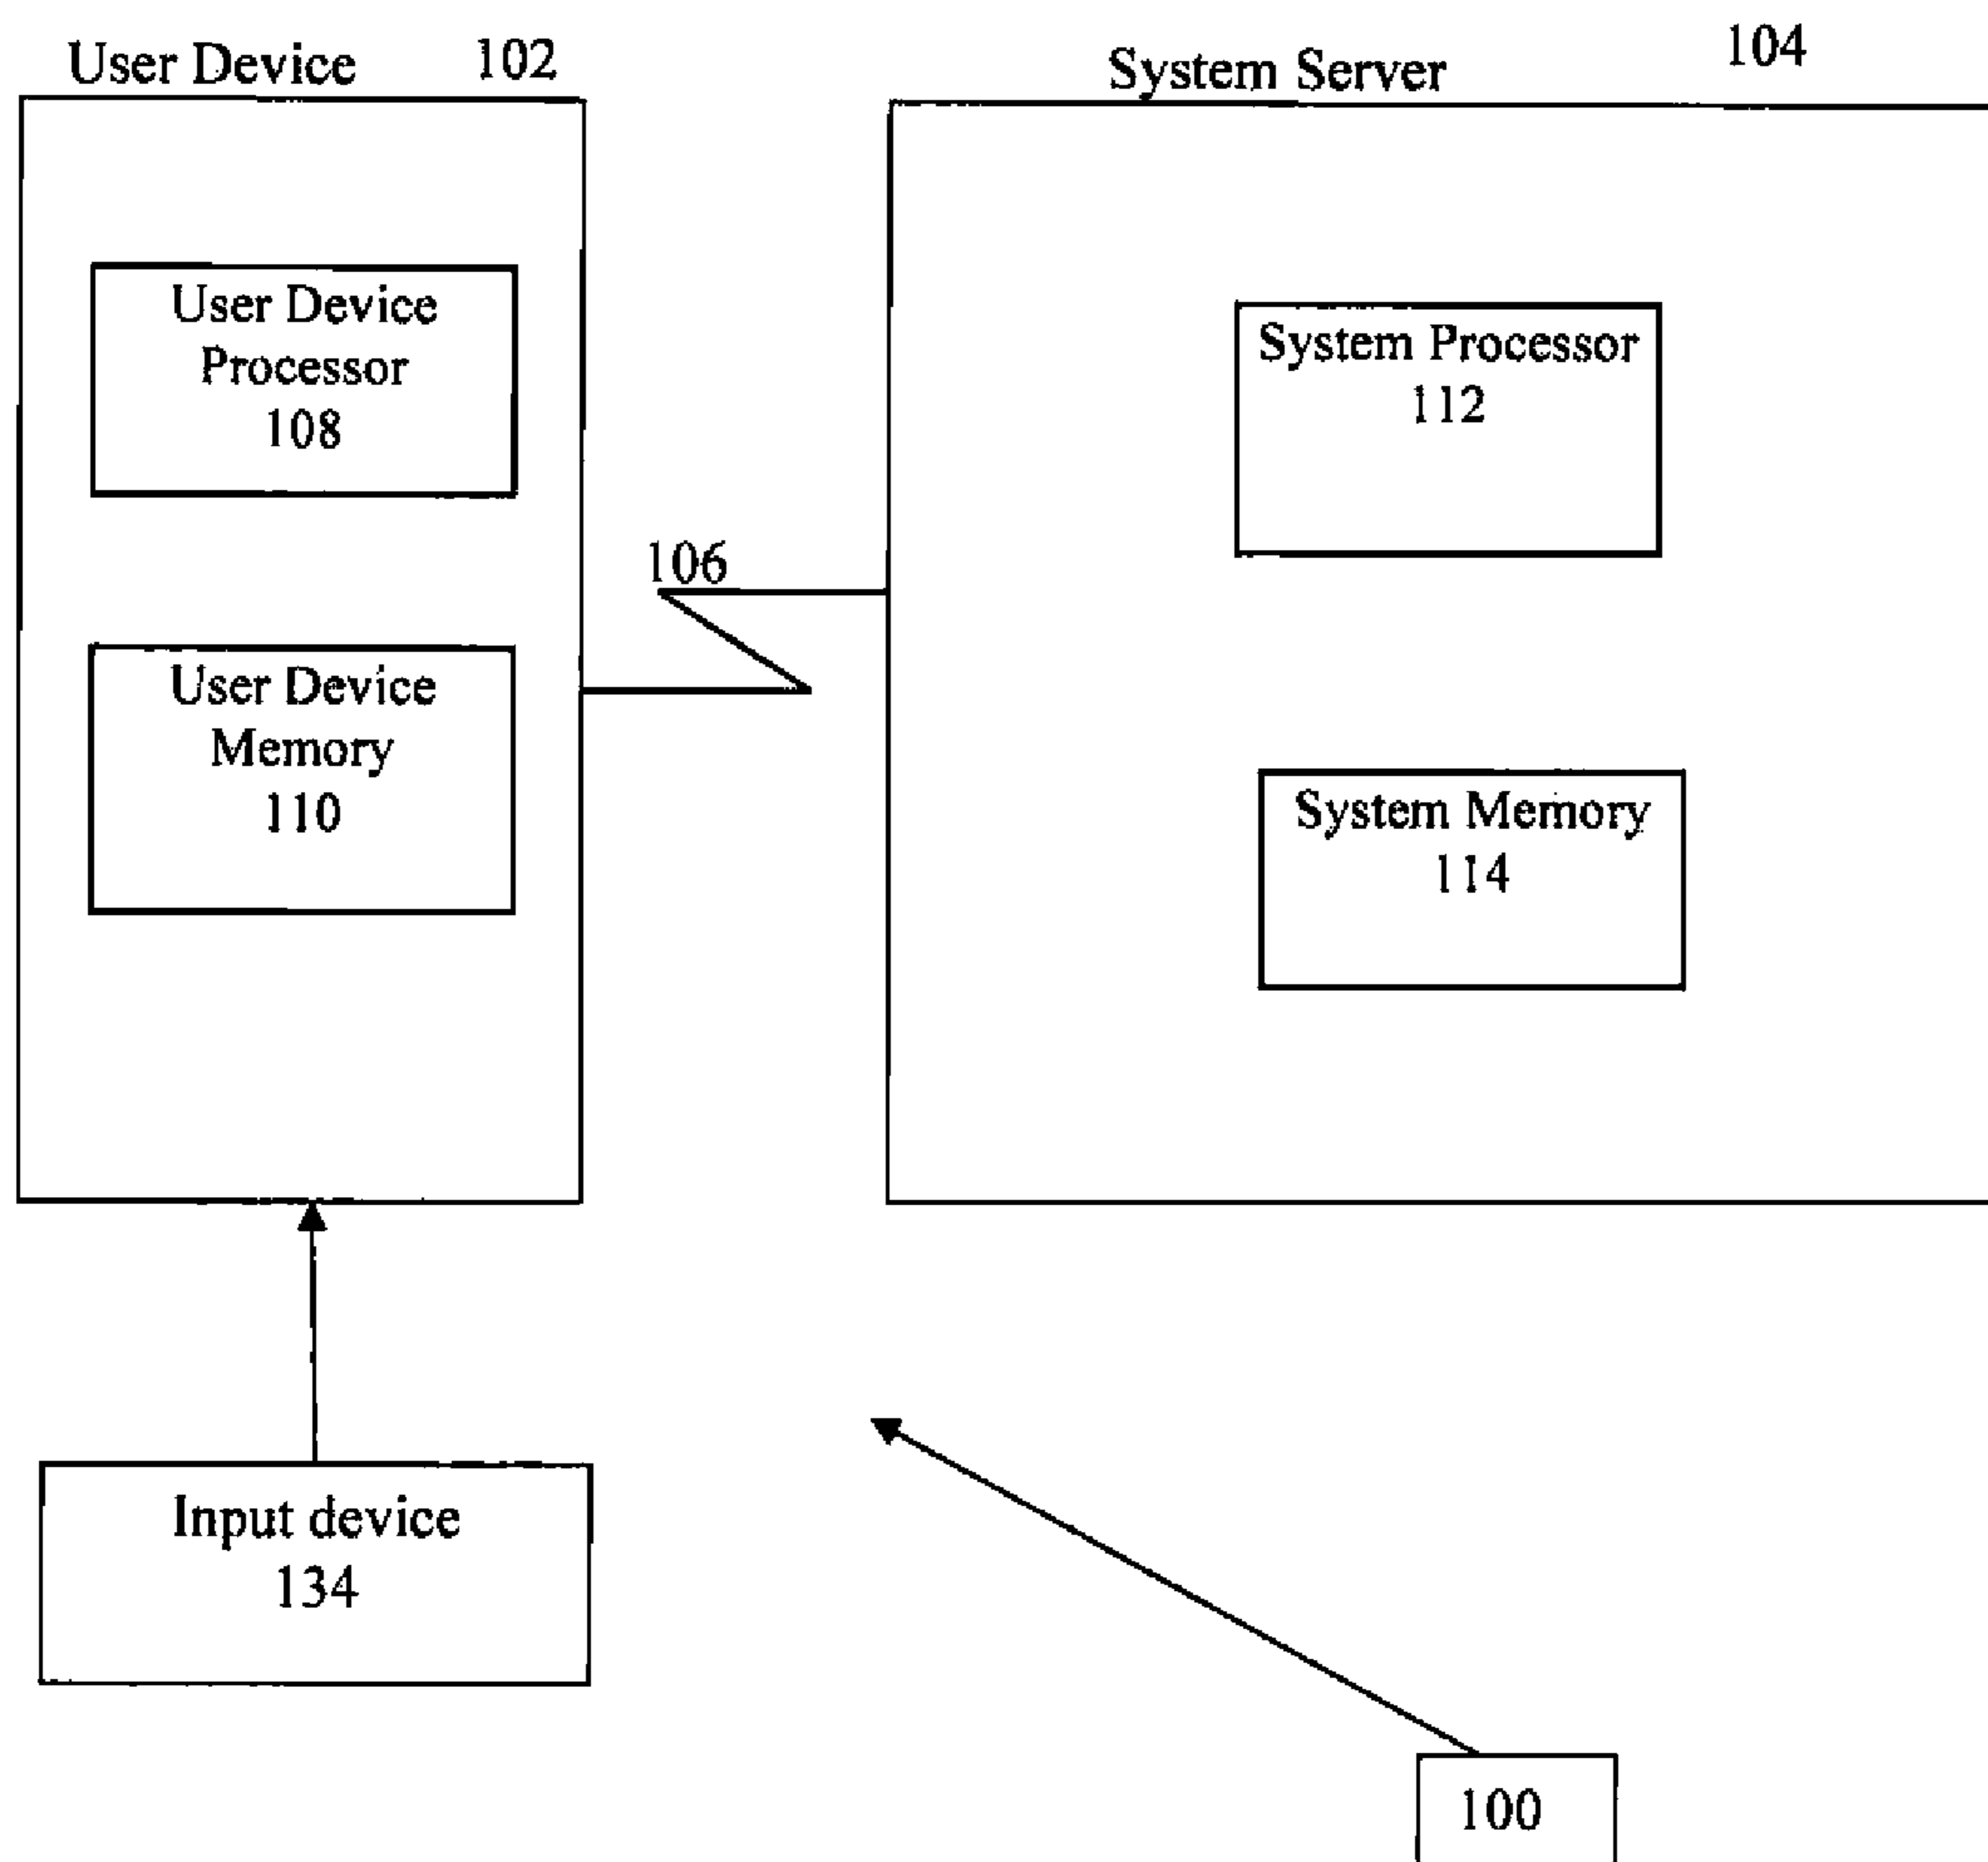 User Device 102
System Server 104
User Device
Processor
108
System Processor
112
106
User Device
Memory
110
System Memory
114
Input device
134
100